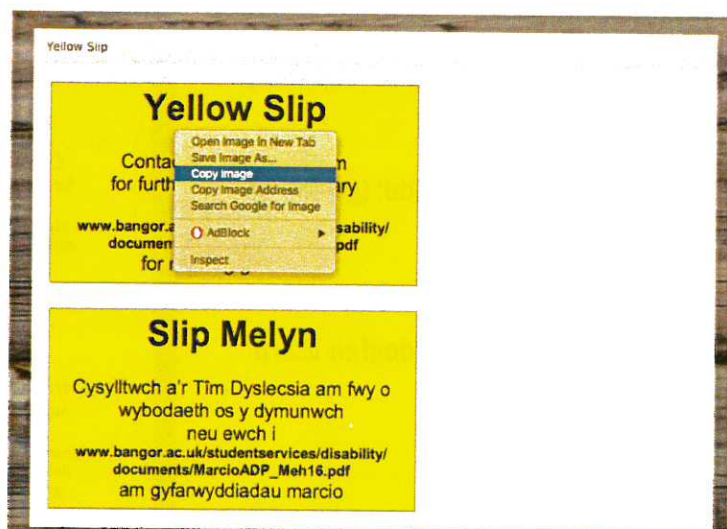 Yellow Slip
Yellow Slip
Open Image in New Tab
Contac m
Save Image As...
Copy Image
for furth ary
Copy Image Address
Search Google for Image
www.bangor.a sability/
AdBlock
documen pdf
Inspect
for r
Slip Melyn
Cysylltwch a'r Tîm Dyslecsia am fwy o
wybodaeth os y dymunwch
neu ewch i
www.bangor.ac.uk/studentservices/disability/
documents/MarcioADP_Meh16.pdf
am gyfarwyddiadau marcio